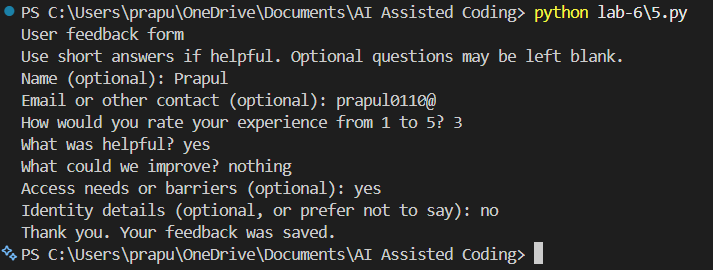 PS C:\Users\prapu\OneDrive\Documents\AI Assisted Coding> python lab-6\5.py
User feedback form
Use short answers if helpful. Optional questions may be left blank.
Name (optional): Prapul
Email or other contact (optional): prapul0110@
How would you rate your experience from 1 to 5? 3
What was helpful? yes
What could we improve? nothing
Access needs or barriers (optional): yes
Identity details (optional, or prefer not to say): no
Thank you. Your feedback was saved.
PS C:\Users\prapu\OneDrive\Documents\AI Assisted Coding>